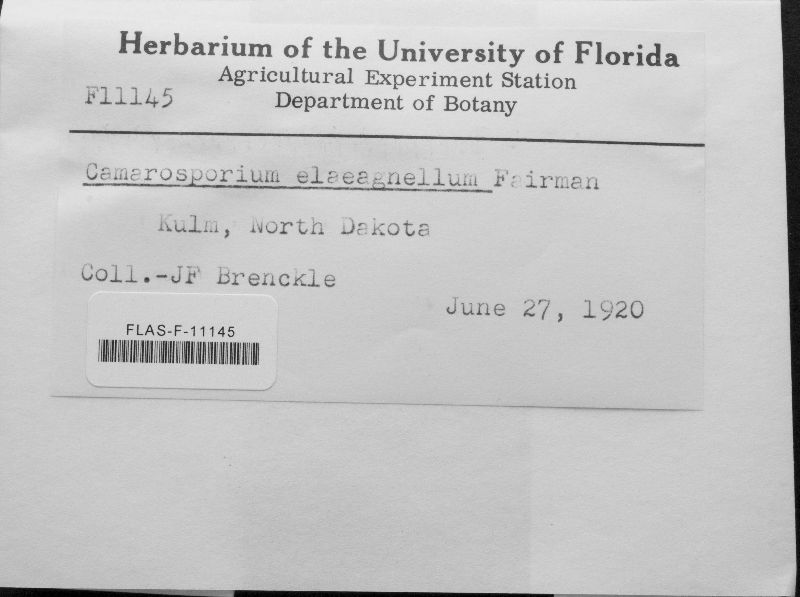 Herbarium of the University of Florida
Agricultural Experiment Station
F11145
Department of Botany
Camarosporium elaeagnellum Fairman
Kulm, North Dakota
Coll.-JF Brenckle
June 27, 1920
FLAS-F-11145